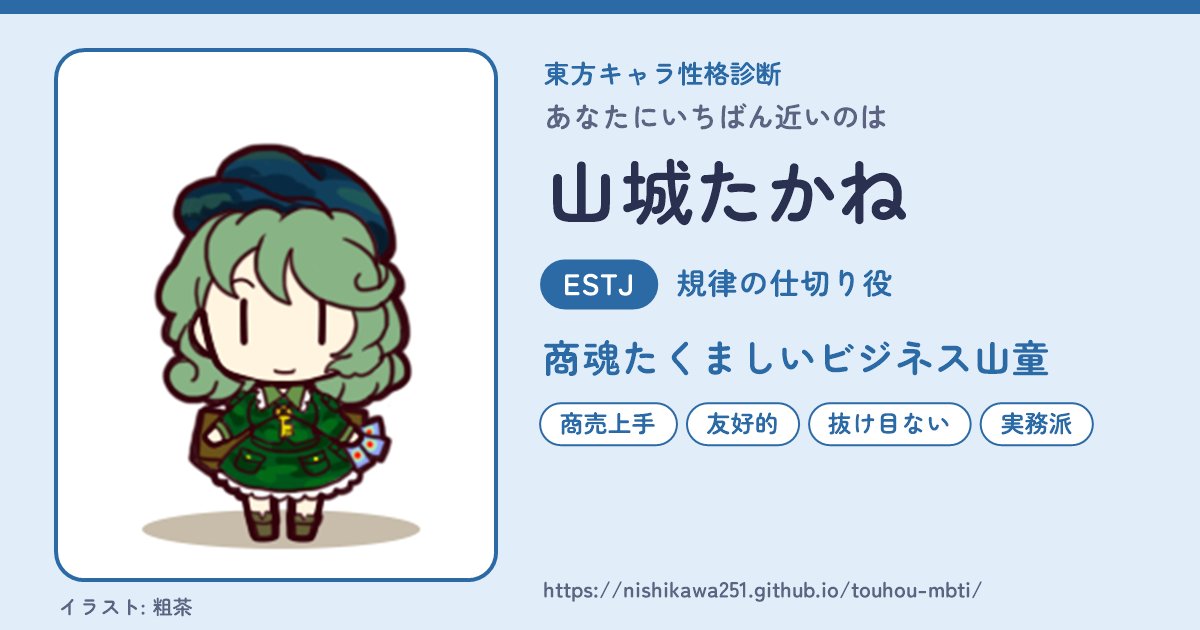 東方キャラ性格診断
あなたにいちばん近いのは
山城たかね
ESTJ 規律の仕切り役
商魂たくましいビジネス山童
商売上手 友好的 抜け目ない 実務派
https://nishikawa251.github.io/touhou-mbti/
イラスト: 粗茶